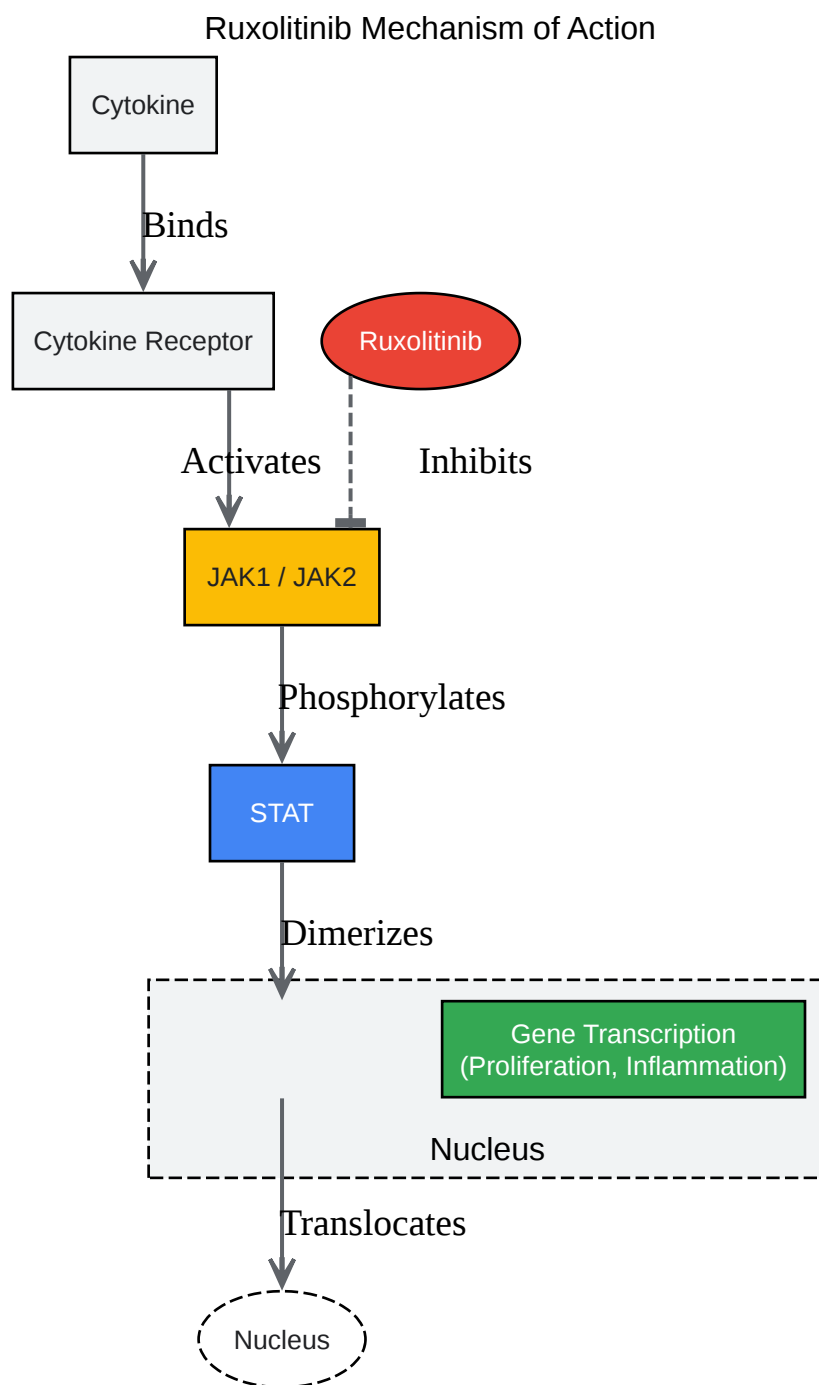 Ruxolitinib Mechanism of Action
Cytokine
Binds
Cytokine Receptor
Ruxolitinib
Activates
Inhibits
JAK1 / JAK2
Phosphorylates
STAT
Dimerizes
Gene Transcription
(Proliferation, Inflammation)
Nucleus
Translocates
Nucleus